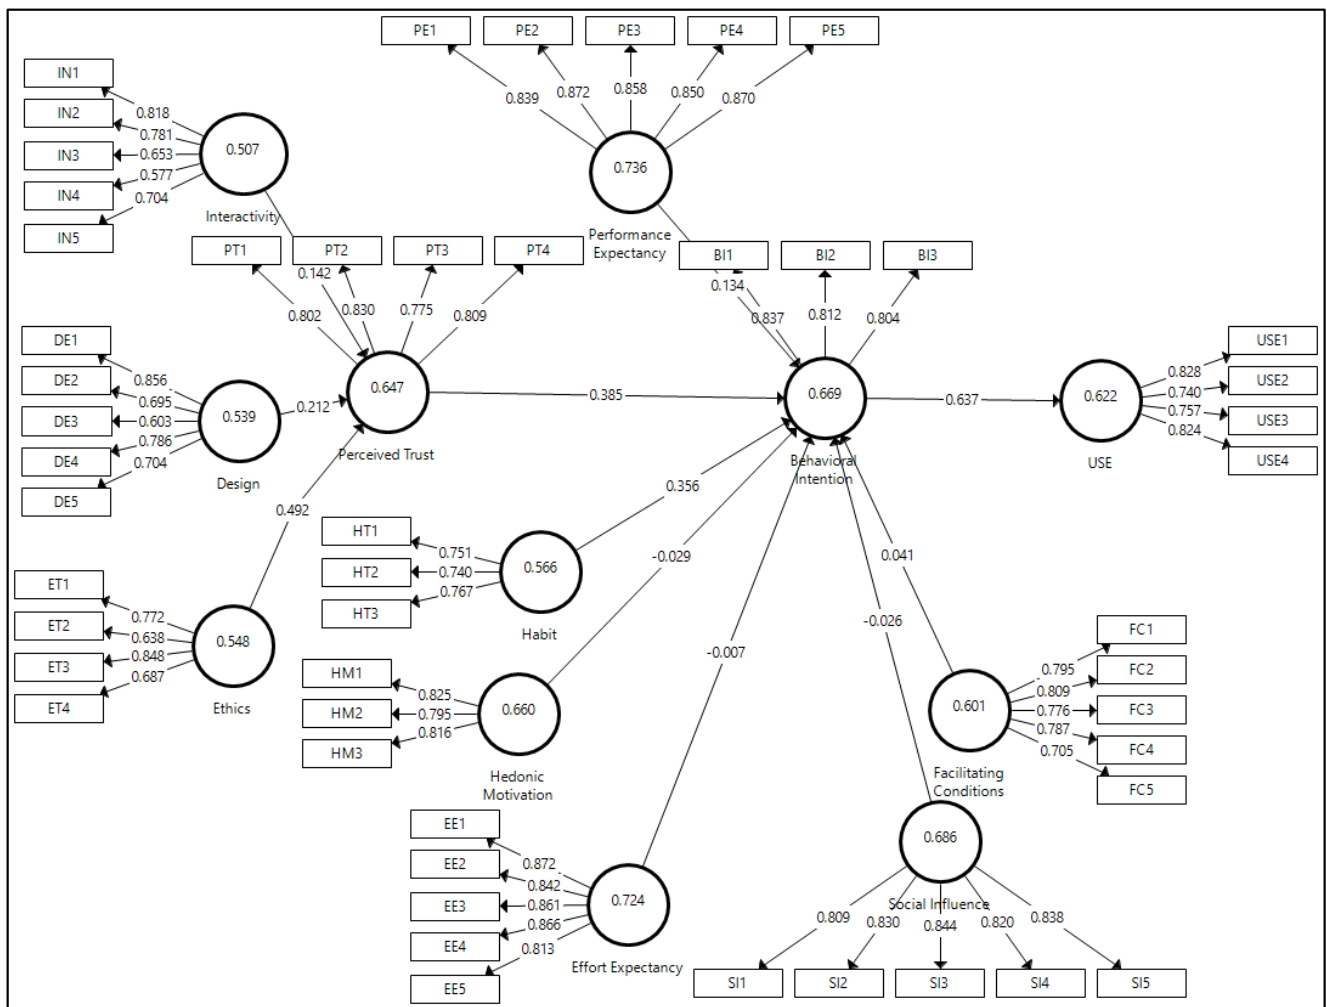 PE1
PE2
PE3
PE4
PE5
0.839
0.872
0.858
0.850
0.870
0.736
Performance
Expectancy
IN1
IN2
IN3
IN4
IN5
0.818
0.781
0.653
0.577
0.704
0.507
Interactivity
PT1
PT2
PT3
PT4
0.142
0.802
0.830
0.775
0.809
0.647
Perceived Trust
BI1
BI2
BI3
0.134
0.837
0.812
0.804
0.669
Behavioral
Intention
DE1
DE2
DE3
DE4
DE5
0.856
0.695
0.603
0.786
0.704
0.539
Design
0.212
0.385
0.637
0.622
USE
0.828
0.740
0.757
0.824
USE1
USE2
USE3
USE4
0.492
ET1
ET2
ET3
ET4
0.772
0.638
0.848
0.687
0.548
Ethics
HT1
HT2
HT3
0.751
0.740
0.767
0.566
Habit
0.356
-0.029
-0.007
-0.026
0.041
HM1
HM2
HM3
0.825
0.795
0.816
0.660
Hedonic
Motivation
FC1
FC2
FC3
FC4
FC5
0.795
0.809
0.776
0.787
0.705
0.601
Facilitating
Conditions
EE1
EE2
EE3
EE4
EE5
0.872
0.842
0.861
0.866
0.813
0.724
Effort Expectancy
0.686
Social Influence
0.809
0.830
0.844
0.820
0.838
SI1
SI2
SI3
SI4
SI5